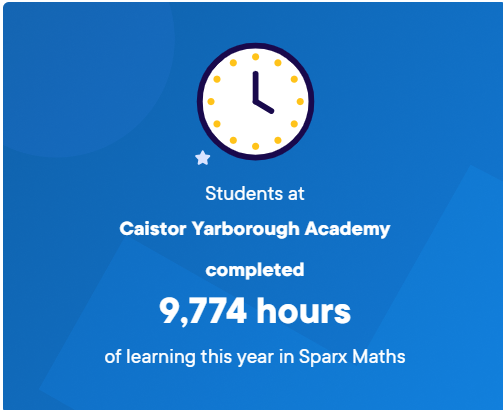 Students at
Caistor Yarborough Academy
completed
9,774 hours
of learning this year in Sparx Maths